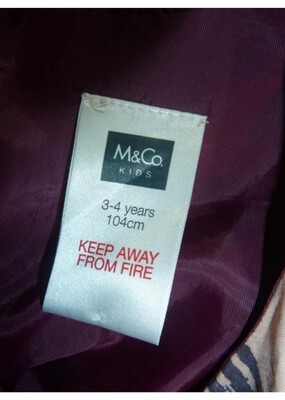 M&Co.
KIDS
3-4 years
104cm
KEEP AWAY
FROM FIRE